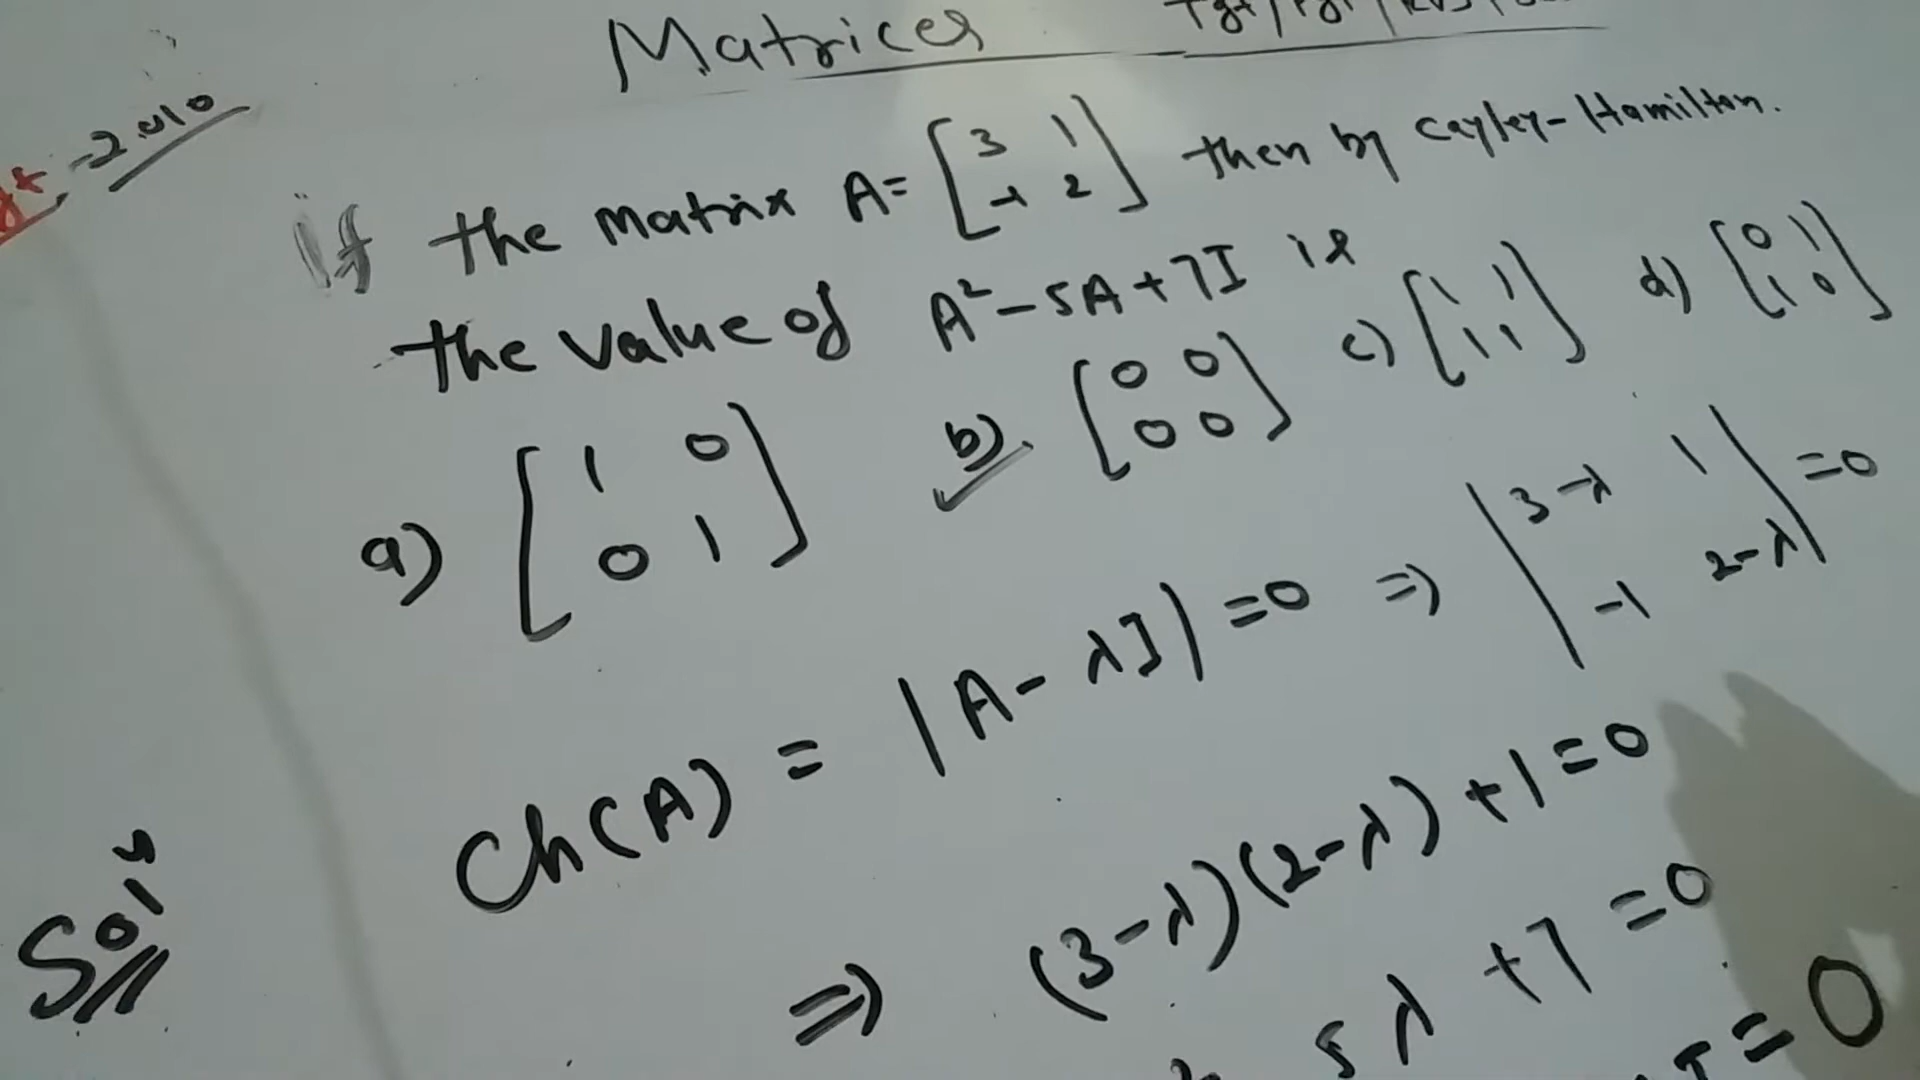 Matrices
-2010
If the matrix A = [3 1; -1 2] then by Cayley-Hamilton.
the value of A² - 5A + 7I is
a) [1 0; 0 1] b) [0 0; 0 0] c) [1 1; 1 1] d) [0 1; 1 0]
Sol:
Ch(A) = |A - λI| = 0 ⇒ |3-λ 1; -1 2-λ| = 0
⇒ (3-λ)(2-λ) + 1 = 0
5λ + 7 = 0
= 0